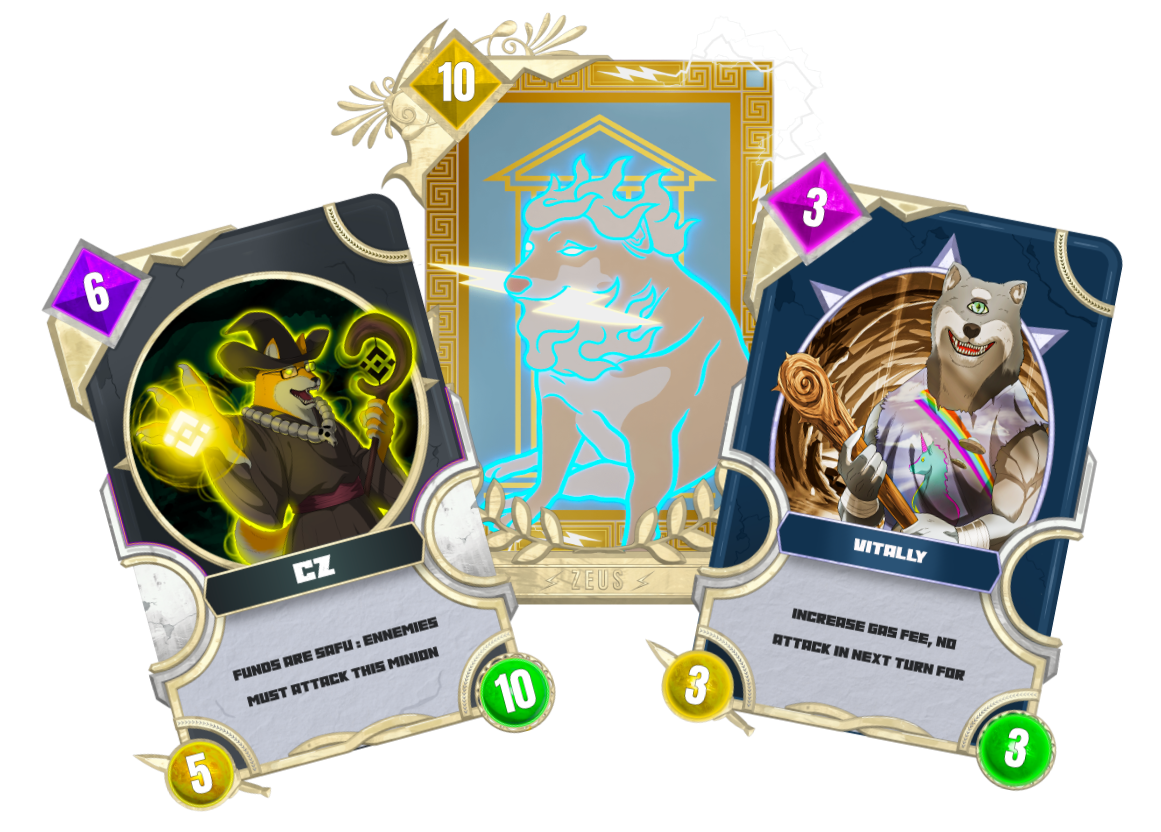 10
ZEUS
6
CZ
FUNDS ARE SAFU : ENNEMIES
MUST ATTACK THIS MINION
5
10
3
VITALLY
INCREASE GAS FEE, NO
ATTACK IN NEXT TURN FOR
3
3